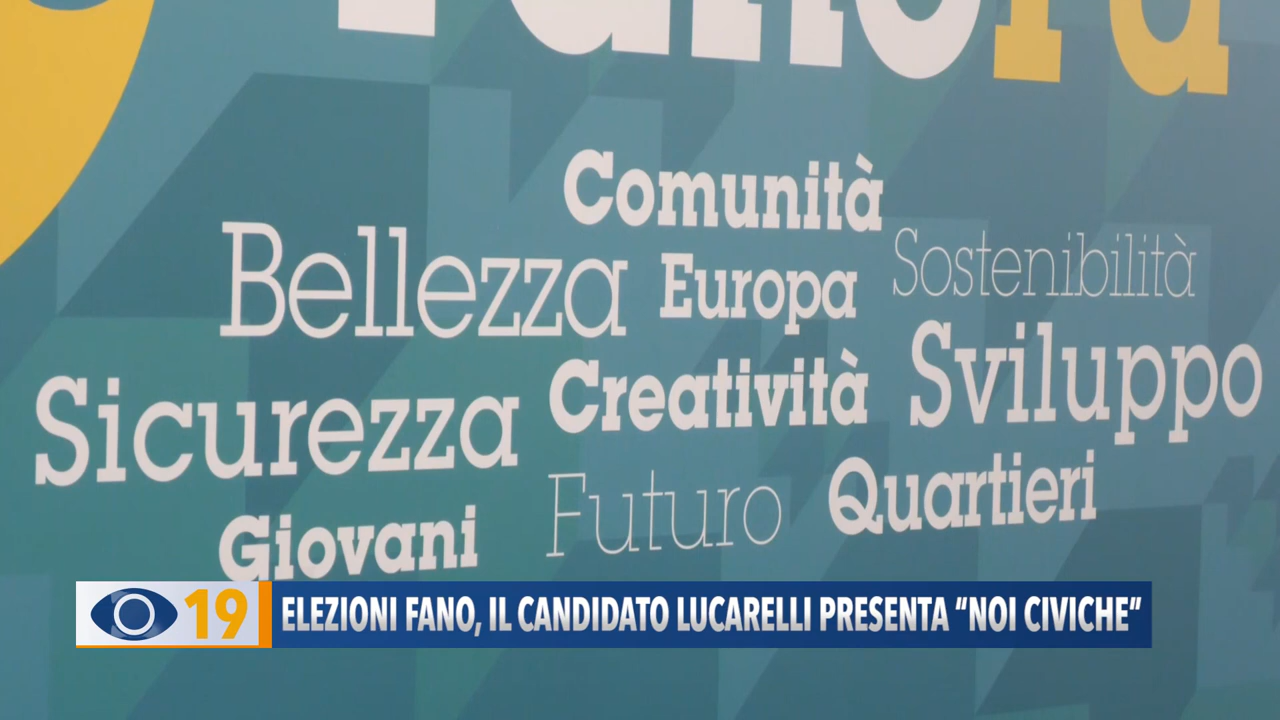 Comunità
Bellezza Europa Sostenibilità
Sicurezza Creatività Sviluppo
Giovani Futuro Quartieri
19 ELEZIONI FANO, IL CANDIDATO LUCARELLI PRESENTA “NOI CIVICHE”